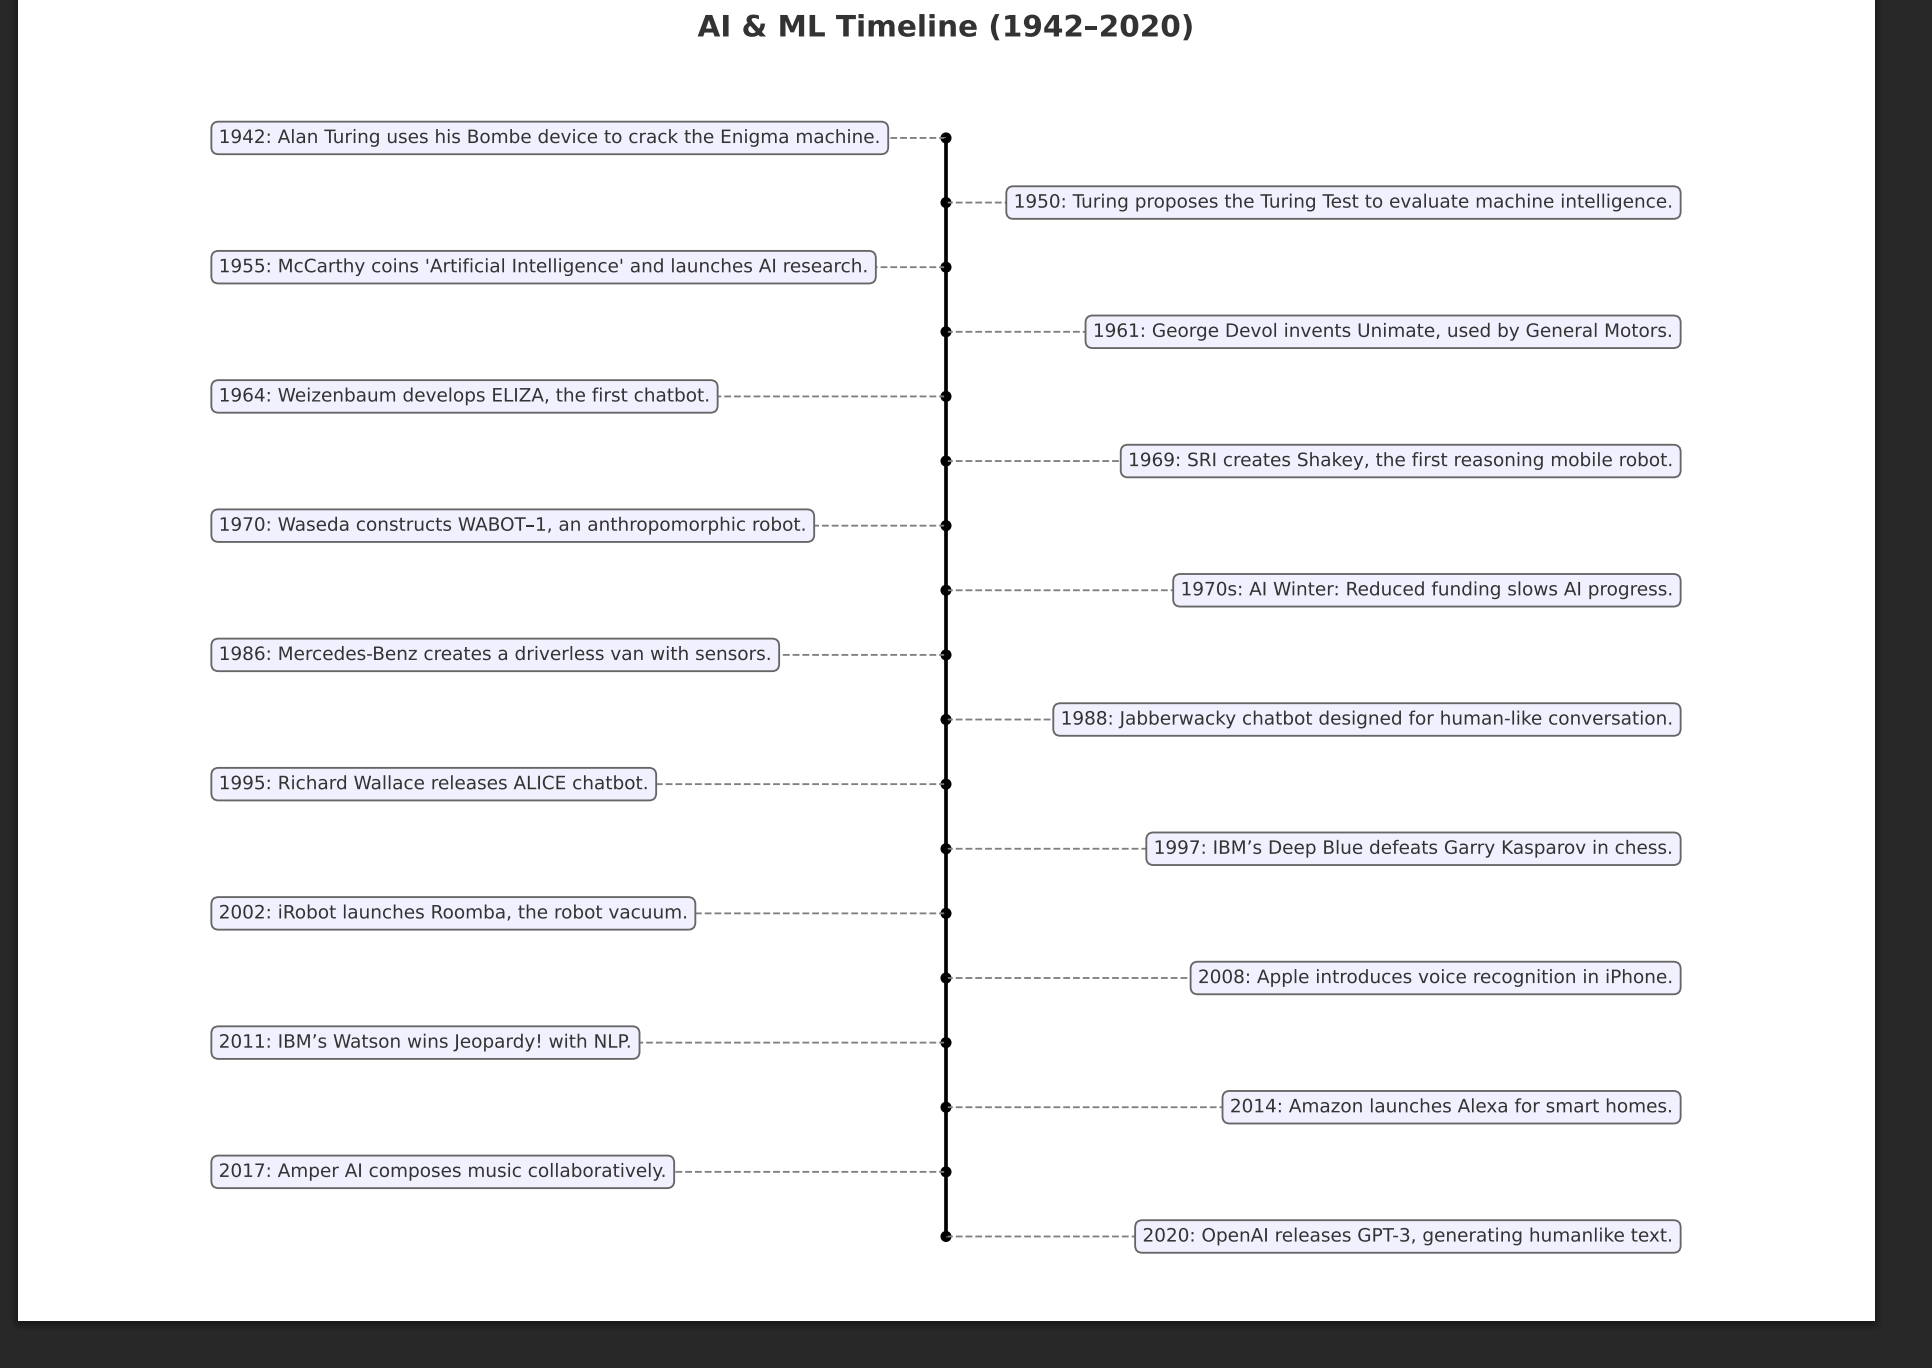 AI & ML Timeline (1942–2020)
1942: Alan Turing uses his Bombe device to crack the Enigma machine.
1950: Turing proposes the Turing Test to evaluate machine intelligence.
1955: McCarthy coins 'Artificial Intelligence' and launches AI research.
1961: George Devol invents Unimate, used by General Motors.
1964: Weizenbaum develops ELIZA, the first chatbot.
1969: SRI creates Shakey, the first reasoning mobile robot.
1970: Waseda constructs WABOT–1, an anthropomorphic robot.
1970s: AI Winter: Reduced funding slows AI progress.
1986: Mercedes-Benz creates a driverless van with sensors.
1988: Jabberwacky chatbot designed for human-like conversation.
1995: Richard Wallace releases ALICE chatbot.
1997: IBM’s Deep Blue defeats Garry Kasparov in chess.
2002: iRobot launches Roomba, the robot vacuum.
2008: Apple introduces voice recognition in iPhone.
2011: IBM’s Watson wins Jeopardy! with NLP.
2014: Amazon launches Alexa for smart homes.
2017: Amper AI composes music collaboratively.
2020: OpenAI releases GPT-3, generating humanlike text.